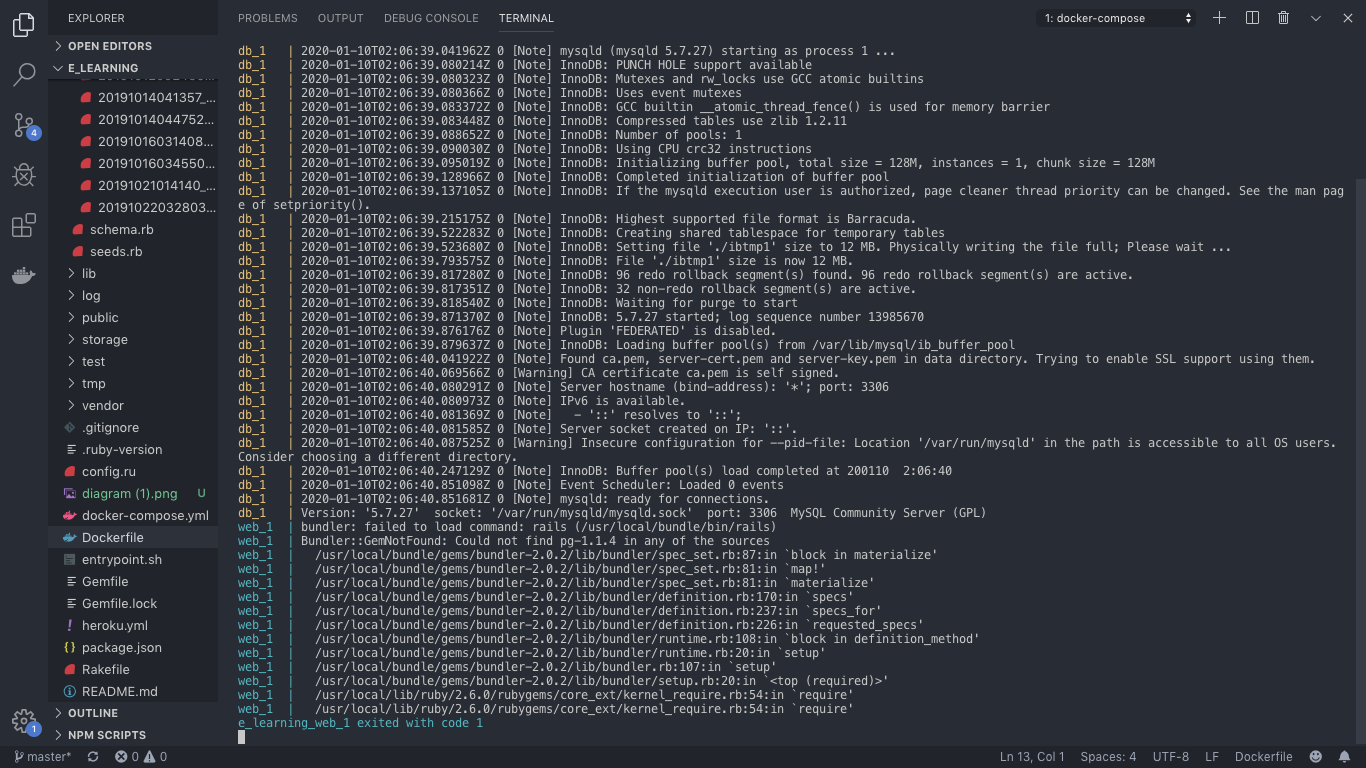 EXPLORER
PROBLEMS OUTPUT DEBUG CONSOLE TERMINAL
1: docker-compose
OPEN EDITORS
E_LEARNING
20191014041357_...
20191014044752...
20191016031408...
20191016034550...
20191021014140_...
20191022032803...
schema.rb
seeds.rb
lib
log
public
storage
test
tmp
vendor
.gitignore
.ruby-version
config.ru
diagram (1).png U
docker-compose.yml
Dockerfile
entrypoint.sh
Gemfile
Gemfile.lock
heroku.yml
package.json
Rakefile
README.md
OUTLINE
NPM SCRIPTS
4
1
db_1 | 2020-01-10T02:06:39.041962Z 0 [Note] mysqld (mysqld 5.7.27) starting as process 1 ...
db_1 | 2020-01-10T02:06:39.080214Z 0 [Note] InnoDB: PUNCH HOLE support available
db_1 | 2020-01-10T02:06:39.080323Z 0 [Note] InnoDB: Mutexes and rw_locks use GCC atomic builtins
db_1 | 2020-01-10T02:06:39.080366Z 0 [Note] InnoDB: Uses event mutexes
db_1 | 2020-01-10T02:06:39.083372Z 0 [Note] InnoDB: GCC builtin __atomic_thread_fence() is used for memory barrier
db_1 | 2020-01-10T02:06:39.083448Z 0 [Note] InnoDB: Compressed tables use zlib 1.2.11
db_1 | 2020-01-10T02:06:39.088652Z 0 [Note] InnoDB: Number of pools: 1
db_1 | 2020-01-10T02:06:39.090030Z 0 [Note] InnoDB: Using CPU crc32 instructions
db_1 | 2020-01-10T02:06:39.095019Z 0 [Note] InnoDB: Initializing buffer pool, total size = 128M, instances = 1, chunk size = 128M
db_1 | 2020-01-10T02:06:39.128966Z 0 [Note] InnoDB: Completed initialization of buffer pool
db_1 | 2020-01-10T02:06:39.137105Z 0 [Note] InnoDB: If the mysqld execution user is authorized, page cleaner thread priority can be changed. See the man pag
e of setpriority().
db_1 | 2020-01-10T02:06:39.215175Z 0 [Note] InnoDB: Highest supported file format is Barracuda.
db_1 | 2020-01-10T02:06:39.522283Z 0 [Note] InnoDB: Creating shared tablespace for temporary tables
db_1 | 2020-01-10T02:06:39.523680Z 0 [Note] InnoDB: Setting file './ibtmp1' size to 12 MB. Physically writing the file full; Please wait ...
db_1 | 2020-01-10T02:06:39.793575Z 0 [Note] InnoDB: File './ibtmp1' size is now 12 MB.
db_1 | 2020-01-10T02:06:39.817280Z 0 [Note] InnoDB: 96 redo rollback segment(s) found. 96 redo rollback segment(s) are active.
db_1 | 2020-01-10T02:06:39.817351Z 0 [Note] InnoDB: 32 non-redo rollback segment(s) are active.
db_1 | 2020-01-10T02:06:39.818540Z 0 [Note] InnoDB: Waiting for purge to start
db_1 | 2020-01-10T02:06:39.871370Z 0 [Note] InnoDB: 5.7.27 started; log sequence number 13985670
db_1 | 2020-01-10T02:06:39.876176Z 0 [Note] Plugin 'FEDERATED' is disabled.
db_1 | 2020-01-10T02:06:39.879637Z 0 [Note] InnoDB: Loading buffer pool(s) from /var/lib/mysql/ib_buffer_pool
db_1 | 2020-01-10T02:06:40.041922Z 0 [Note] Found ca.pem, server-cert.pem and server-key.pem in data directory. Trying to enable SSL support using them.
db_1 | 2020-01-10T02:06:40.069566Z 0 [Warning] CA certificate ca.pem is self signed.
db_1 | 2020-01-10T02:06:40.080291Z 0 [Note] Server hostname (bind-address): '*'; port: 3306
db_1 | 2020-01-10T02:06:40.080973Z 0 [Note] IPv6 is available.
db_1 | 2020-01-10T02:06:40.081369Z 0 [Note]   - '::' resolves to '::';
db_1 | 2020-01-10T02:06:40.081585Z 0 [Note] Server socket created on IP: '::'.
db_1 | 2020-01-10T02:06:40.087525Z 0 [Warning] Insecure configuration for --pid-file: Location '/var/run/mysqld' in the path is accessible to all OS users.
Consider choosing a different directory.
db_1 | 2020-01-10T02:06:40.247129Z 0 [Note] InnoDB: Buffer pool(s) load completed at 200110  2:06:40
db_1 | 2020-01-10T02:06:40.851098Z 0 [Note] Event Scheduler: Loaded 0 events
db_1 | 2020-01-10T02:06:40.851681Z 0 [Note] mysqld: ready for connections.
db_1 | Version: '5.7.27'  socket: '/var/run/mysqld/mysqld.sock'  port: 3306  MySQL Community Server (GPL)
web_1 | bundler: failed to load command: rails (/usr/local/bundle/bin/rails)
web_1 | Bundler::GemNotFound: Could not find pg-1.1.4 in any of the sources
web_1 |   /usr/local/bundle/gems/bundler-2.0.2/lib/bundler/spec_set.rb:87:in `block in materialize'
web_1 |   /usr/local/bundle/gems/bundler-2.0.2/lib/bundler/spec_set.rb:81:in `map!'
web_1 |   /usr/local/bundle/gems/bundler-2.0.2/lib/bundler/spec_set.rb:81:in `materialize'
web_1 |   /usr/local/bundle/gems/bundler-2.0.2/lib/bundler/definition.rb:170:in `specs'
web_1 |   /usr/local/bundle/gems/bundler-2.0.2/lib/bundler/definition.rb:237:in `specs_for'
web_1 |   /usr/local/bundle/gems/bundler-2.0.2/lib/bundler/definition.rb:226:in `requested_specs'
web_1 |   /usr/local/bundle/gems/bundler-2.0.2/lib/bundler/runtime.rb:108:in `block in definition_method'
web_1 |   /usr/local/bundle/gems/bundler-2.0.2/lib/bundler/runtime.rb:20:in `setup'
web_1 |   /usr/local/bundle/gems/bundler-2.0.2/lib/bundler.rb:107:in `setup'
web_1 |   /usr/local/bundle/gems/bundler-2.0.2/lib/bundler/setup.rb:20:in `<top (required)>'
web_1 |   /usr/local/lib/ruby/2.6.0/rubygems/core_ext/kernel_require.rb:54:in `require'
web_1 |   /usr/local/lib/ruby/2.6.0/rubygems/core_ext/kernel_require.rb:54:in `require'
e_learning_web_1 exited with code 1
master* 0 0 Ln 13, Col 1 Spaces: 4 UTF-8 LF Dockerfile